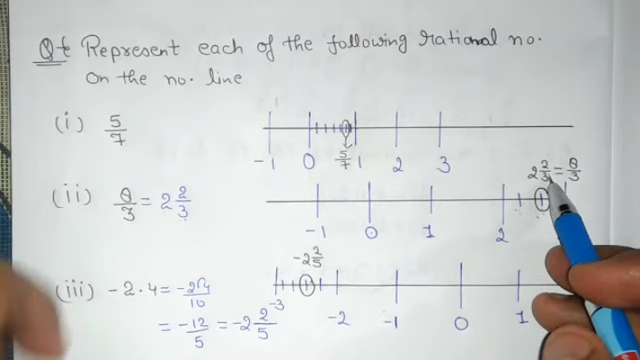 Q6 Represent each of the following rational no.
on the no. line
(i) 5/7
-1 0 5/7 1 2 3
2 2/3 = 8/3
(ii) 8/3 = 2 2/3
-1 0 1 2
-2 2/5
(iii) -2.4 = -24/10
= -12/5 = -2 2/5
-3 -2 -1 0 1